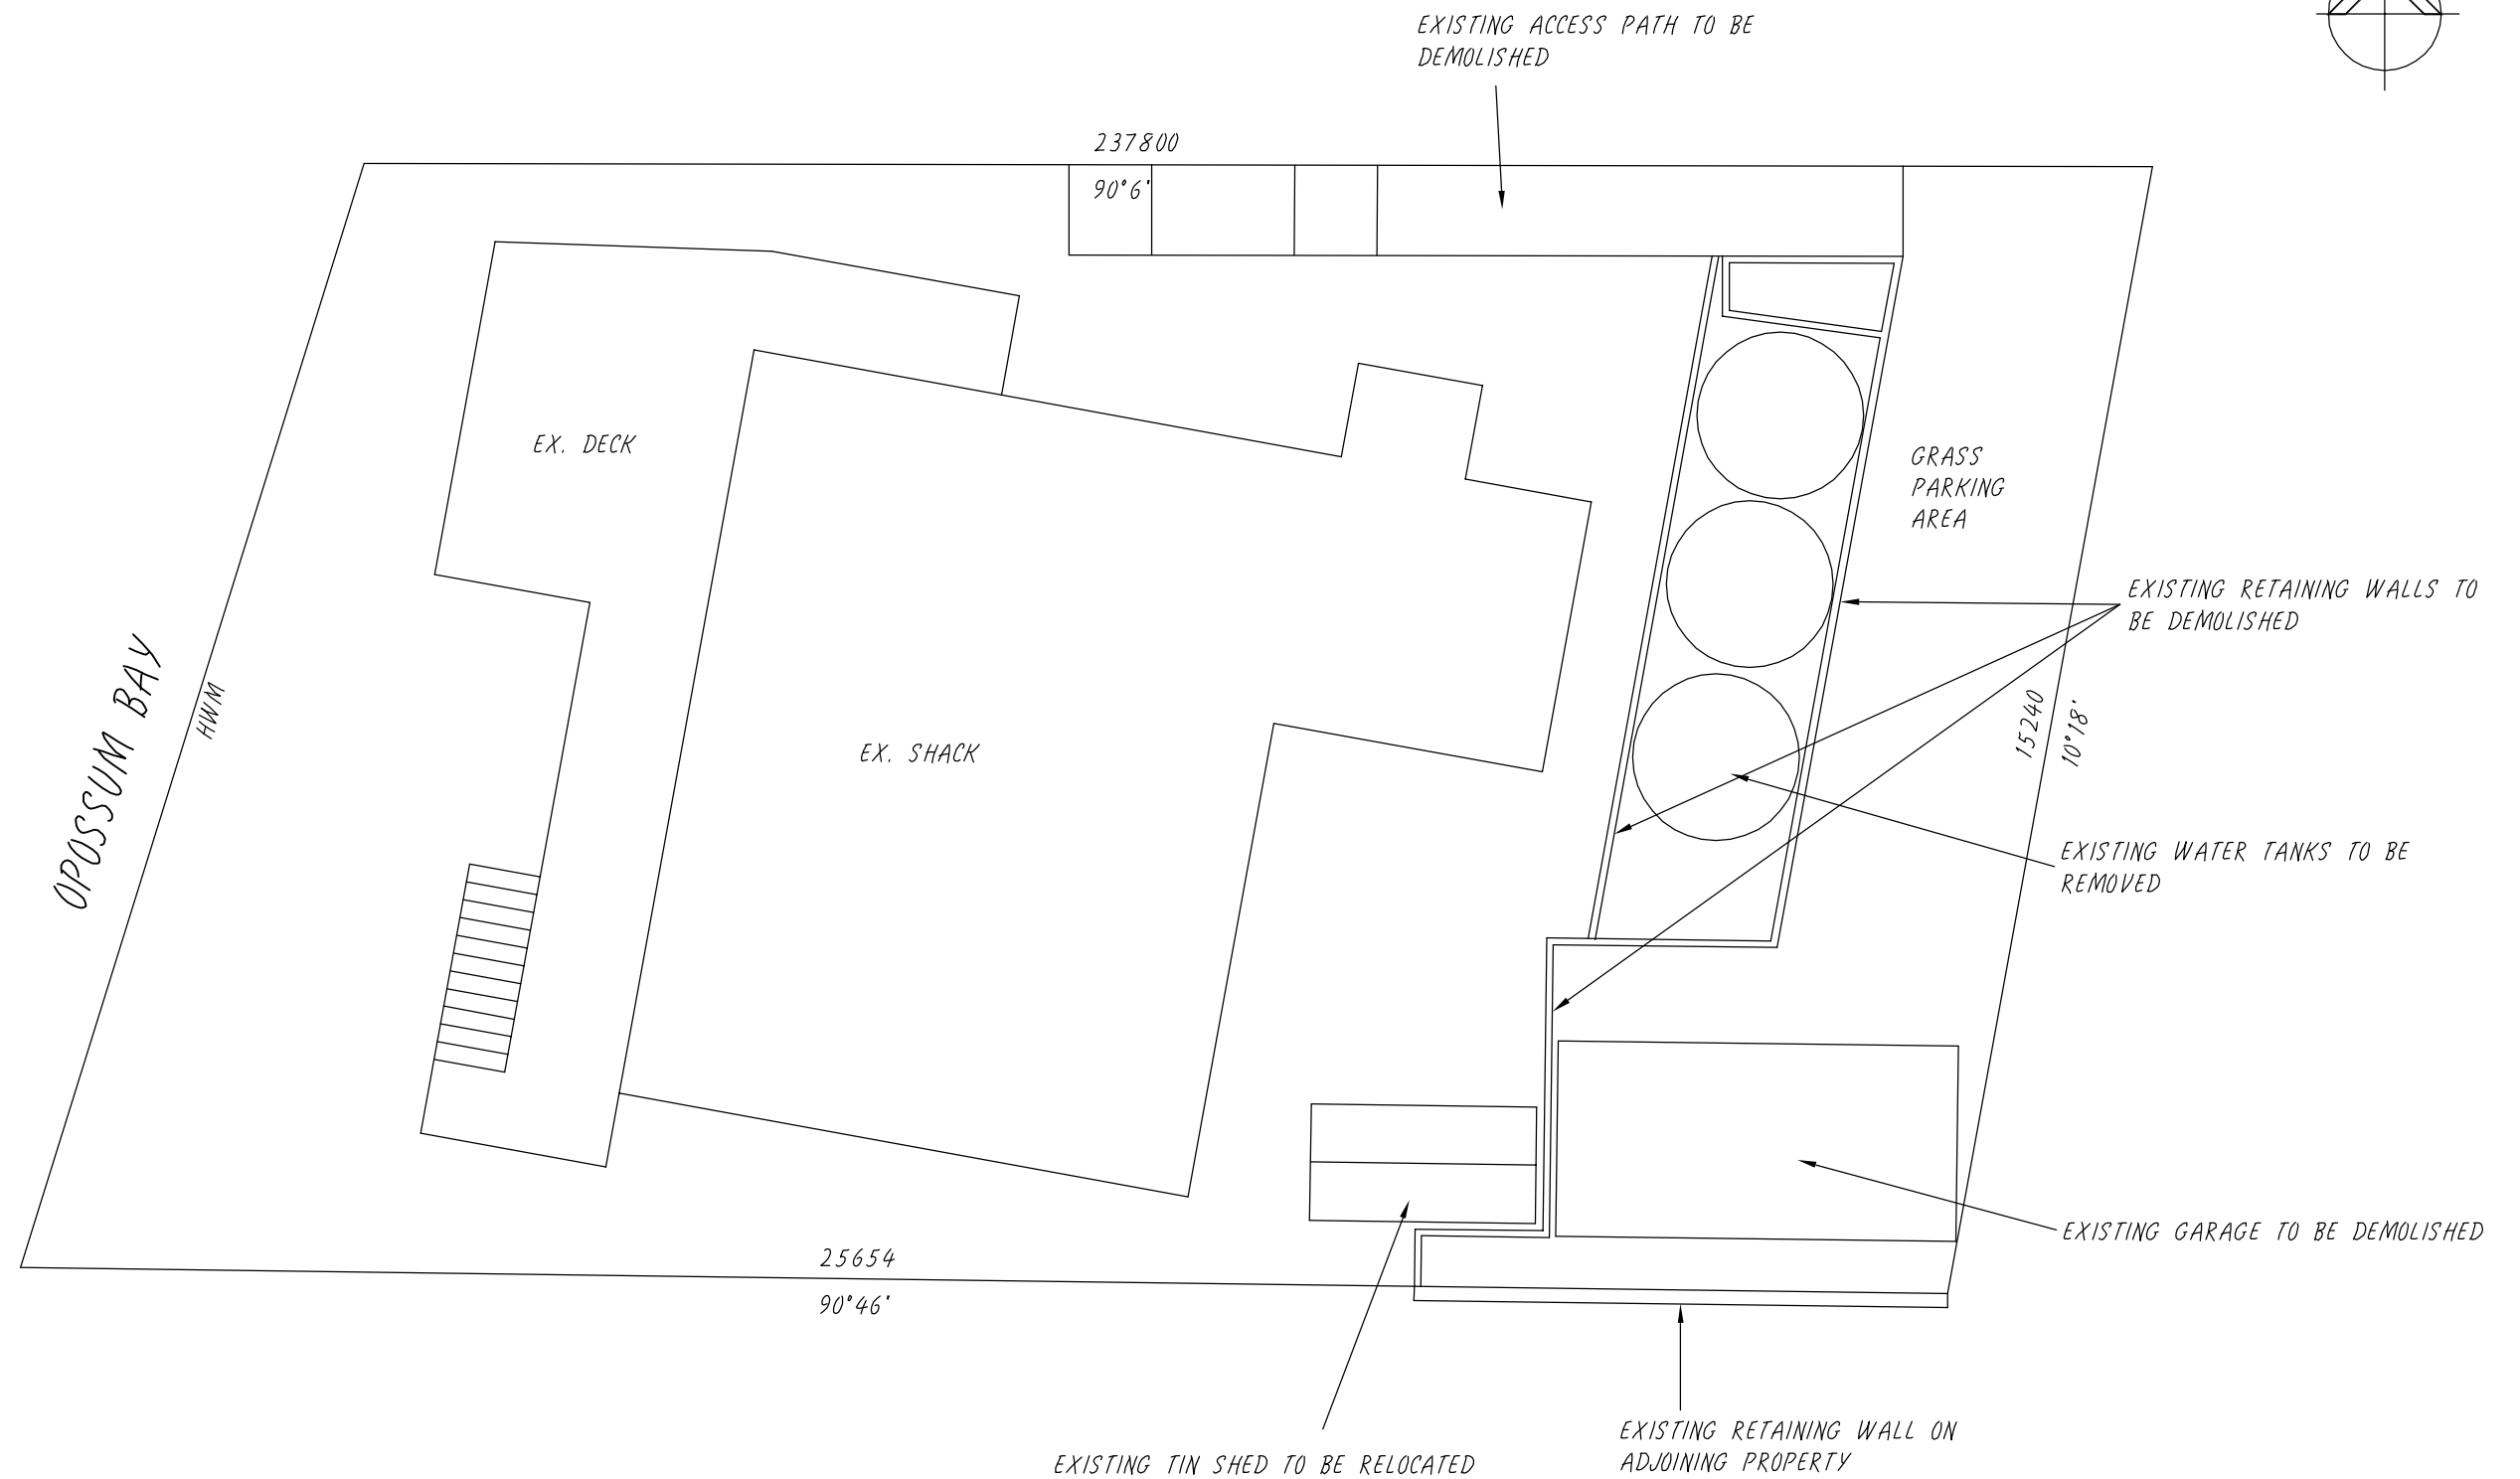 EXISTING ACCESS PATH TO BE
DEMOLISHED
237800
90°6'
EX. DECK
GRASS
PARKING
AREA
EXISTING RETAINING WALLS TO
BE DEMOLISHED
OPOSSUM BAY
HWM
15240
10°18'
EX. SHACK
EXISTING WATER TANKS TO BE
REMOVED
EXISTING GARAGE TO BE DEMOLISHED
25654
90°46'
EXISTING RETAINING WALL ON
ADJOINING PROPERTY
EXISTING TIN SHED TO BE RELOCATED